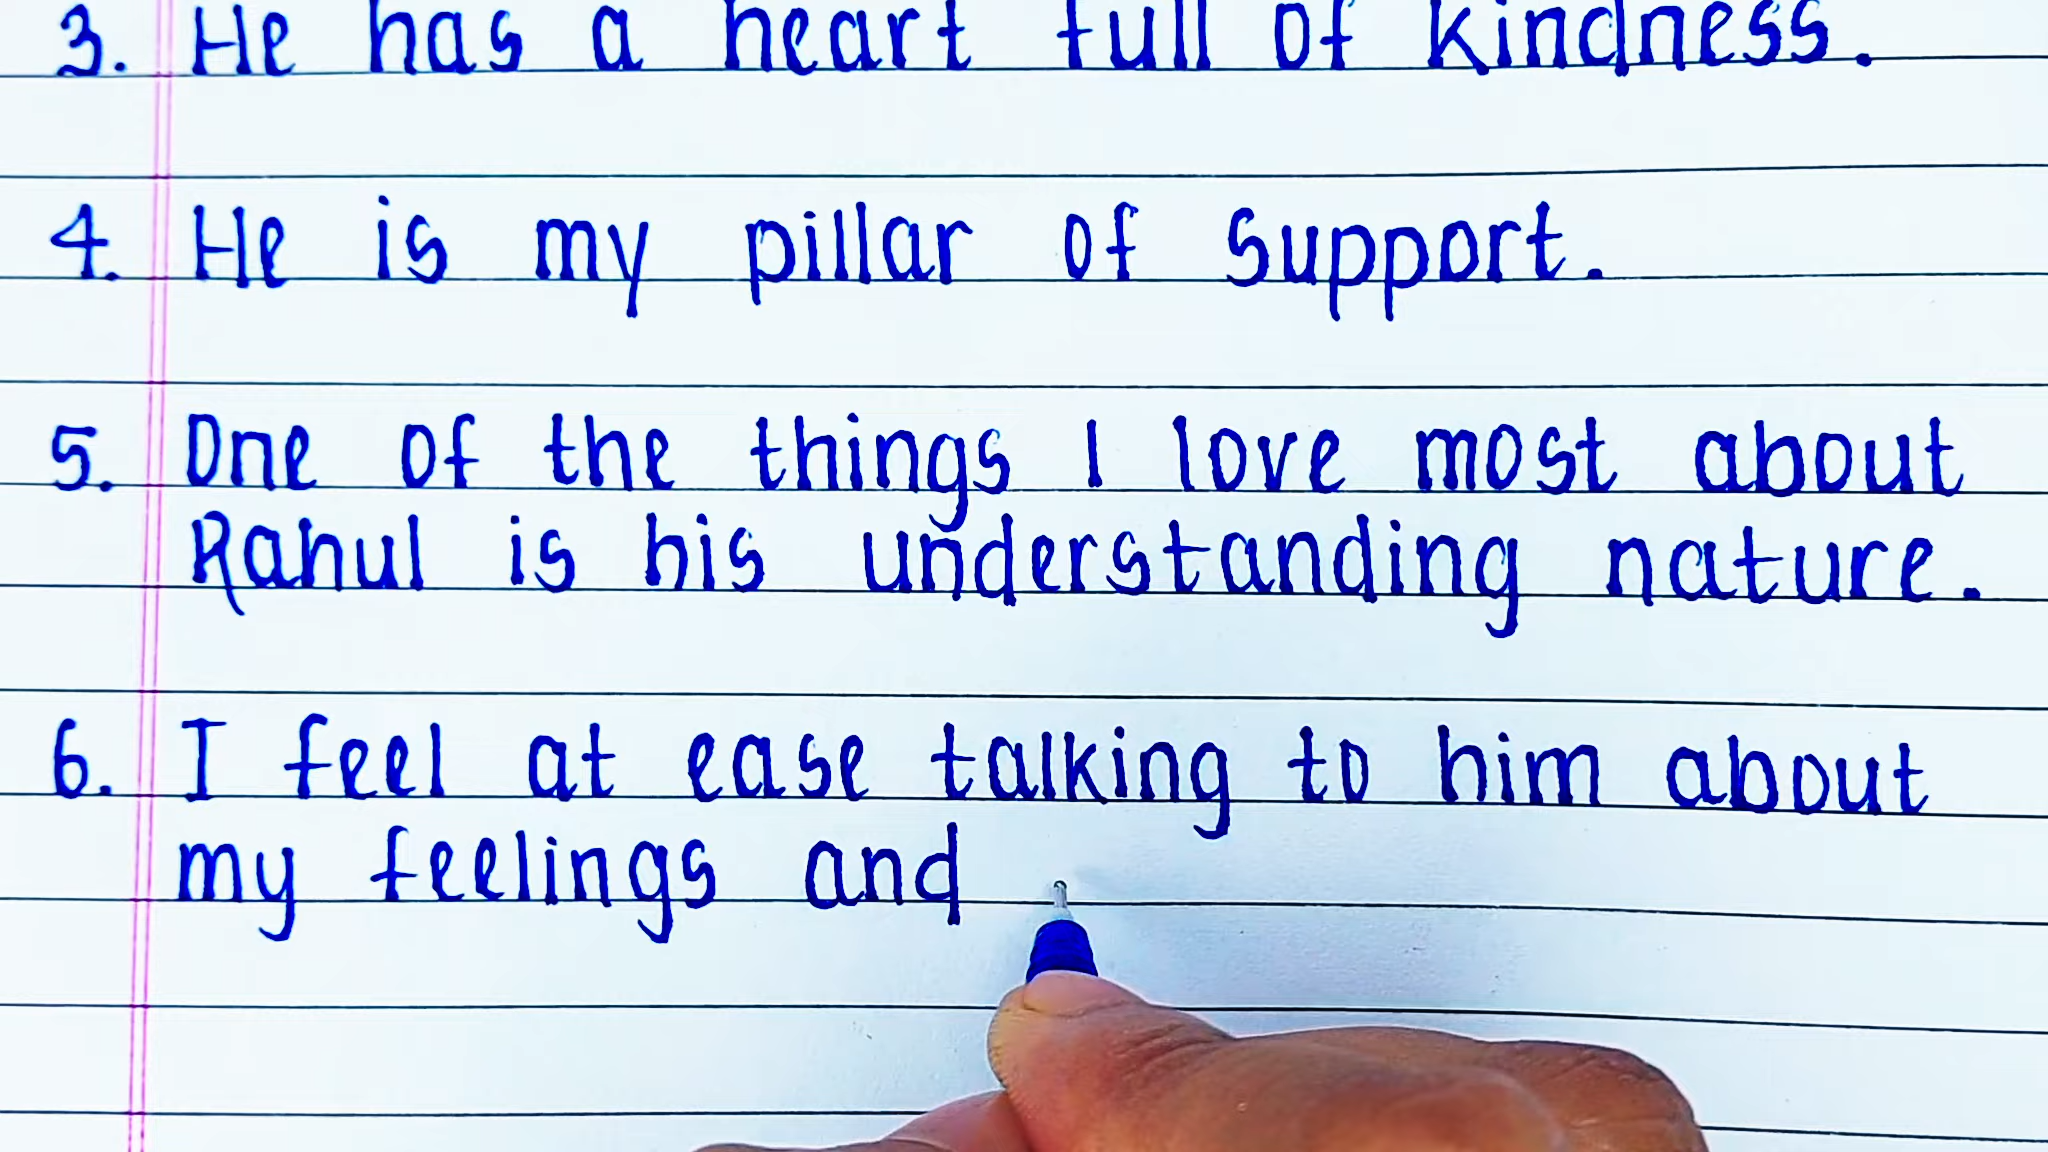 3. He has a heart full of kindness.
4. He is my pillar of support.
5. One of the things I love most about
Rahul is his understanding nature.
6. I feel at ease talking to him about
my feelings and